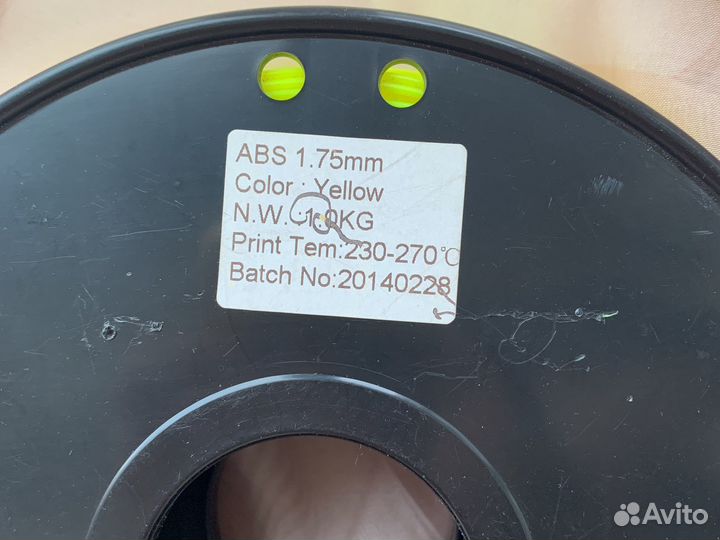 ABS 1.75mm
Color : Yellow
N.W. :1.0KG
Print Tem:230-270°C
Batch No:20140228
Avito